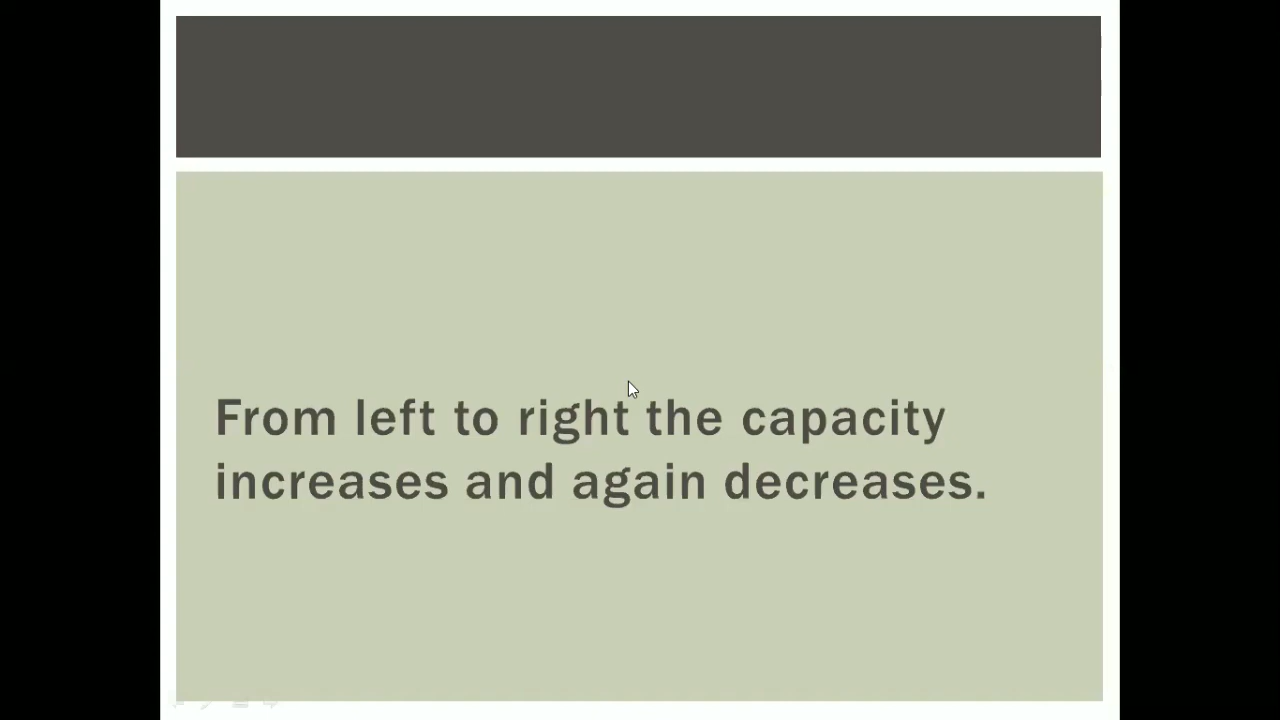 From left to right the capacity
increases and again decreases.